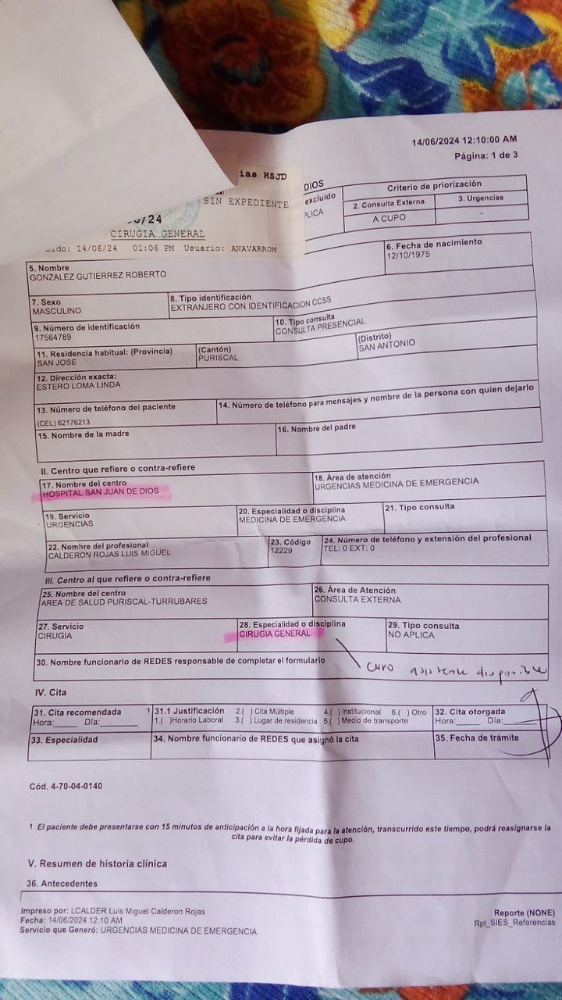 14/06/2024 12:10:00 AM
Página: 1 de 3
ias HSJD
SIN EXPEDIENTE
/24
CIRUGIA GENERAL
ido: 14/06/24 01:06 PM Usuario: ANAVARROM
DIOS
excluido
PLICA
Criterio de priorización
2. Consulta Externa 3. Urgencias
A CUPO -
5. Nombre
GONZALEZ GUTIERREZ ROBERTO
6. Fecha de nacimiento
12/10/1975
7. Sexo
MASCULINO
8. Tipo identificación
EXTRANJERO CON IDENTIFICACION CCSS
9. Número de identificación
17564789
10. Tipo consulta
CONSULTA PRESENCIAL
11. Residencia habitual: (Provincia)
SAN JOSE
(Cantón)
PURISCAL
(Distrito)
SAN ANTONIO
12. Dirección exacta:
ESTERO LOMA LINDA
13. Número de teléfono del paciente
(CEL) 62176213
14. Número de teléfono para mensajes y nombre de la persona con quien dejarlo
15. Nombre de la madre
16. Nombre del padre
II. Centro que refiere o contra-refiere
17. Nombre del centro
HOSPITAL SAN JUAN DE DIOS
18. Área de atención
URGENCIAS MEDICINA DE EMERGENCIA
19. Servicio
URGENCIAS
20. Especialidad o disciplina
MEDICINA DE EMERGENCIA
21. Tipo consulta
22. Nombre del profesional
CALDERON ROJAS LUIS MIGUEL
23. Código
12229
24. Número de teléfono y extensión del profesional
TEL: 0 EXT: 0
III. Centro al que refiere o contra-refiere
25. Nombre del centro
AREA DE SALUD PURISCAL-TURRUBARES
26. Área de Atención
CONSULTA EXTERNA
27. Servicio
CIRUGIA
28. Especialidad o disciplina
CIRUGIA GENERAL
29. Tipo consulta
NO APLICA
30. Nombre funcionario de REDES responsable de completar el formulario
disponible
IV. Cita
31. Cita recomendada
Hora:______ Día:________
1 31.1 Justificación 2.( ) Cita Múltiple 4.( ) Institucional 6.( ) Otro
1.( )Horario Laboral 3.( ) Lugar de residencia 5.( ) Medio de transporte
32. Cita otorgada
Hora:_____ Día:
33. Especialidad
34. Nombre funcionario de REDES que asignó la cita
35. Fecha de trámite
Cód. 4-70-04-0140
1 El paciente debe presentarse con 15 minutos de anticipación a la hora fijada para la atención, transcurrido este tiempo, podrá reasignarse la
cita para evitar la pérdida de cupo.
V. Resumen de historia clínica
36. Antecedentes
Impreso por: LCALDER Luis Miguel Calderon Rojas
Fecha: 14/06/2024 12:10 AM
Servicio que Generó: URGENCIAS MEDICINA DE EMERGENCIA
Reporte (NONE)
Rpt_SIES_Referencias